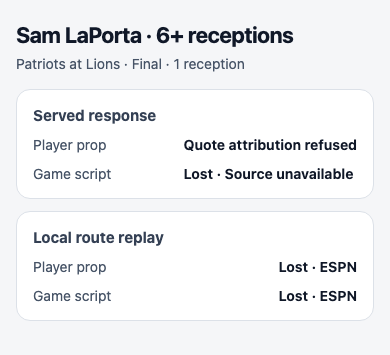 Sam LaPorta · 6+ receptions
Patriots at Lions · Final · 1 reception
Served response
Player prop Quote attribution refused
Game script Lost · Source unavailable
Local route replay
Player prop Lost · ESPN
Game script Lost · ESPN